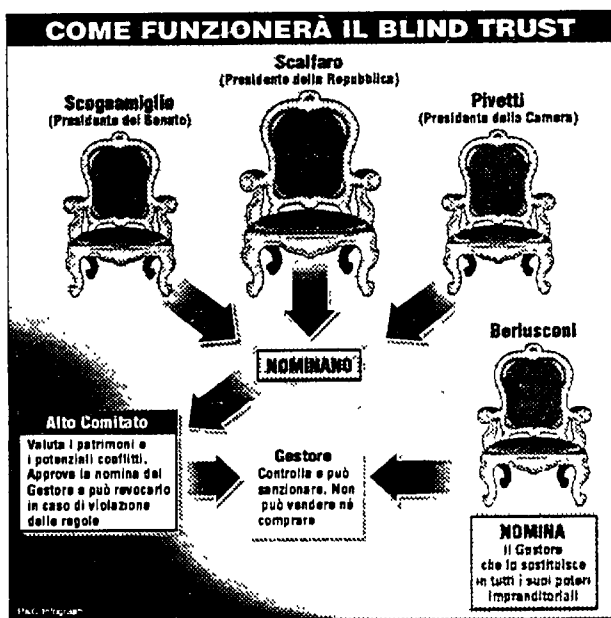 COME FUNZIONERÀ IL BLIND TRUST
Scalfaro
(Presidente della Repubblica)
Scognamiglio
(Presidente del Senato)
Pivetti
(Presidente della Camera)
NOMINANO
Berlusconi
Alto Comitato
Valuta i patrimoni e
i potenziali conflitti.
Approva la nomina del
Gestore e può revocarlo
in caso di violazione
delle regole
Gestore
Controlla e può
sanzionare. Non
può vendere né
comprare
NOMINA
il Gestore
che lo sostituisce
in tutti i suoi poteri
imprenditoriali
Infograph